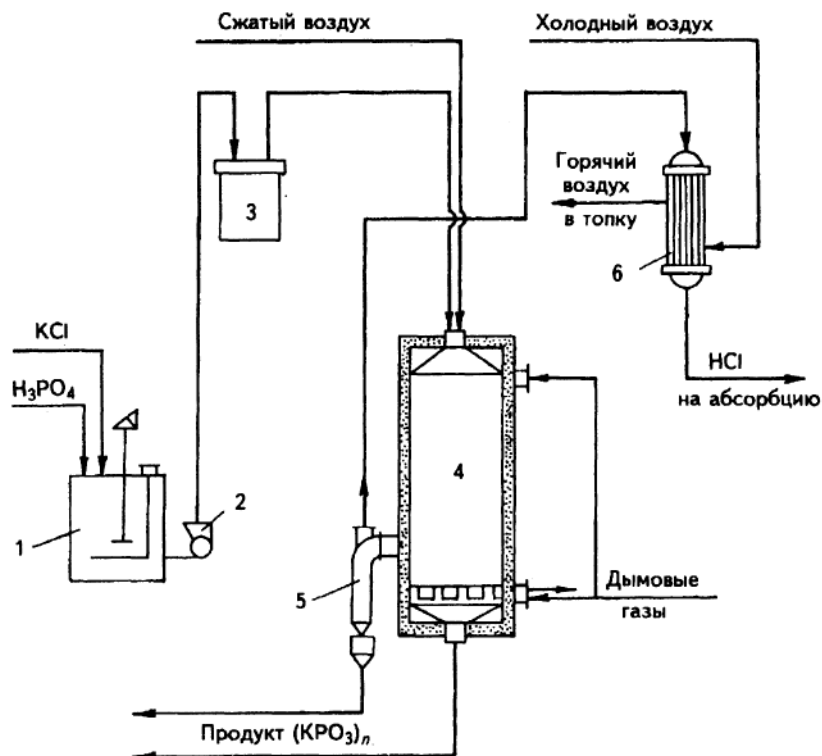 Сжатый воздух
Холодный воздух
3
Горячий
воздух
в топку
6
KCl
H₃PO₄
HCl
на абсорбцию
4
1
2
5
Дымовые
газы
Продукт (KPO₃)ₙ